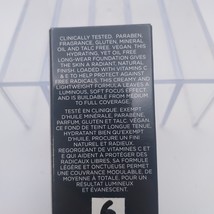 CLINICALLY TESTED. PARABEN,
FRAGRANCE, GLUTEN, MINERAL
OIL AND TALC FREE. VEGAN. THIS
HYDRATING, YET OIL FREE
LONG-WEAR FOUNDATION GIVES
THE SKIN A RADIANT, NATURAL
FINISH. LOADED WITH VITAMINS C
& E TO HELP PROTECT AGAINST
FREE RADICALS, THIS CREAMY AND
LIGHTWEIGHT FORMULA LEAVES A
LUMINOUS, SOFT FOCUS EFFECT
AND IS BUILDABLE FROM MEDIUM
TO FULL COVERAGE.
TESTÉ EN CLINIQUE. EXEMPT
D'HUILE MINÉRALE, PARABÈNE,
PARFUM, GLUTEN ET TALC. VÉGAN.
CE FOND DE TEINT LONGUE TENUE,
HYDRATANT BIEN QU'EXEMPT
D'HUILE, PROCURE UN FINI
NATUREL ET RADIEUX.
REGORGEANT DE VITAMINES C ET
E QUI AIDENT À PROTÉGER DES
RADICAUX LIBRES, SA FORMULE
LÉGÈRE ET ONCTUEUSE PERMET
UNE COUVRANCE MODULABLE, DE
MOYENNE À TOTALE, POUR UN
RÉSULTAT LUMINEUX ET
ÉVANESCENT.
6